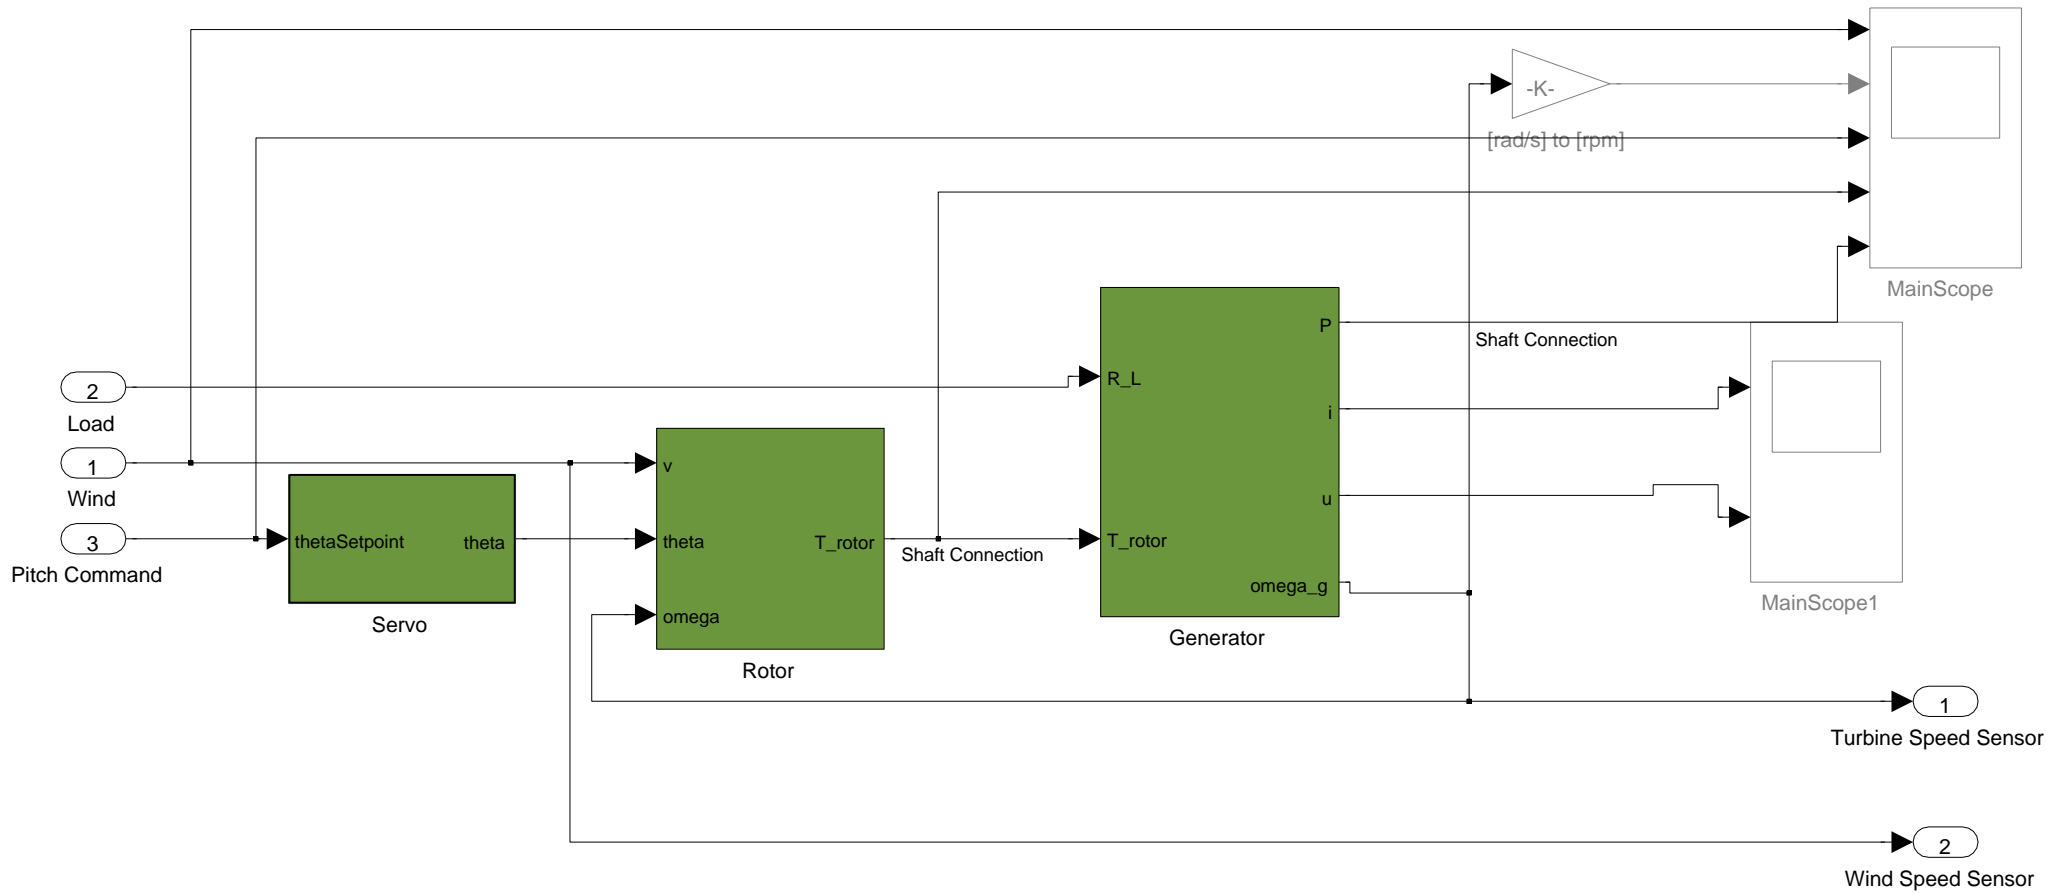 -K-
[rad/s] to [rpm]
MainScope
P
Shaft Connection
2
R_L
Load
i
1
v
Wind
u
3
thetaSetpoint
theta
theta
T_rotor
Shaft Connection
T_rotor
Pitch Command
omega_g
omega
MainScope1
Servo
Generator
Rotor
1
Turbine Speed Sensor
2
Wind Speed Sensor